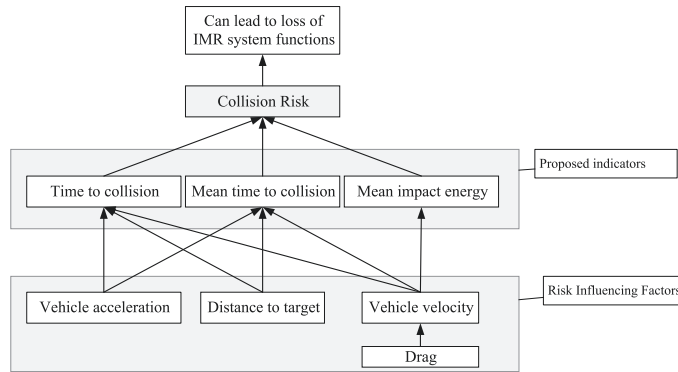 Can lead to loss of
IMR system functions
Collision Risk
Proposed indicators
Time to collision
Mean time to collision
Mean impact energy
Risk Influencing Factors
Vehicle acceleration
Distance to target
Vehicle velocity
Drag